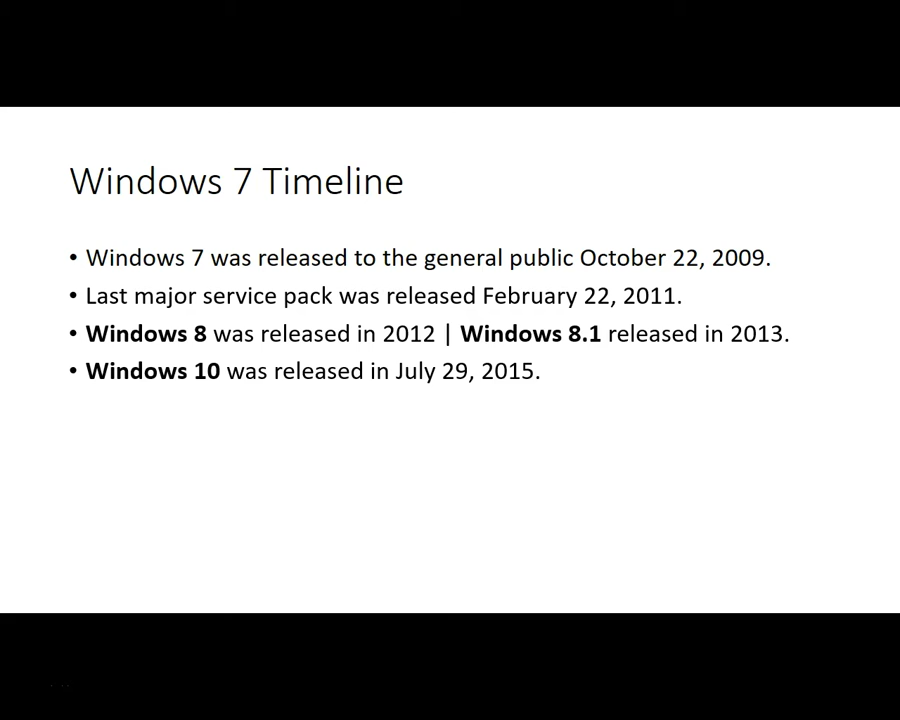 Windows 7 Timeline
• Windows 7 was released to the general public October 22, 2009.
• Last major service pack was released February 22, 2011.
• Windows 8 was released in 2012 | Windows 8.1 released in 2013.
• Windows 10 was released in July 29, 2015.